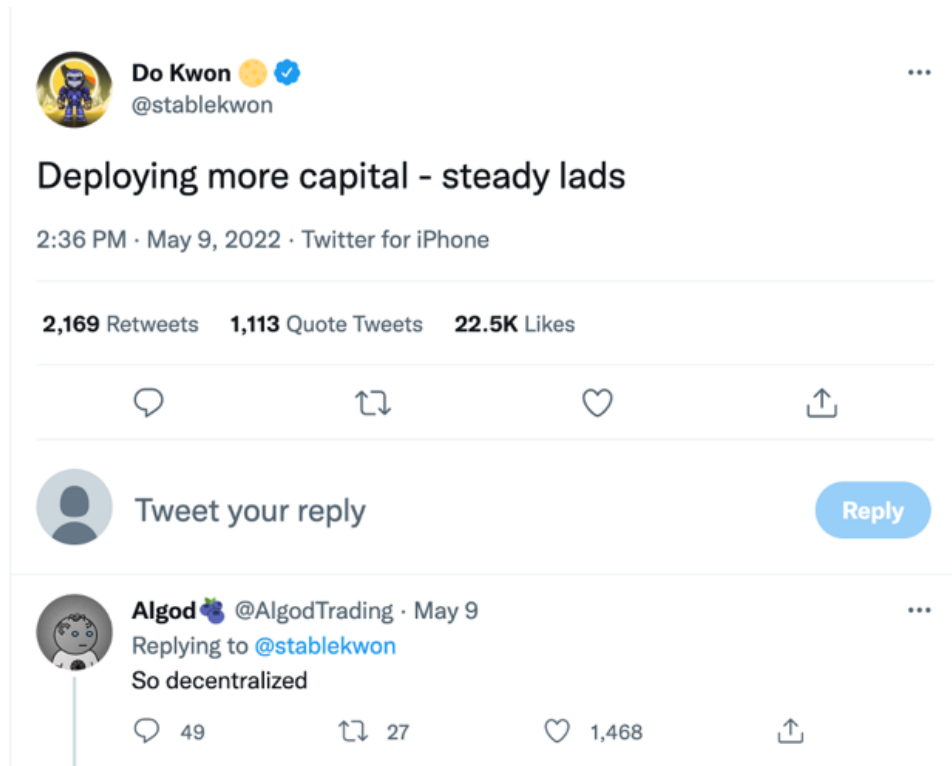 Do Kwon
@stablekwon
Deploying more capital - steady lads
2:36 PM · May 9, 2022 · Twitter for iPhone
2,169 Retweets 1,113 Quote Tweets 22.5K Likes
Tweet your reply
Reply
Algod @AlgodTrading · May 9
Replying to @stablekwon
So decentralized
49 27 1,468